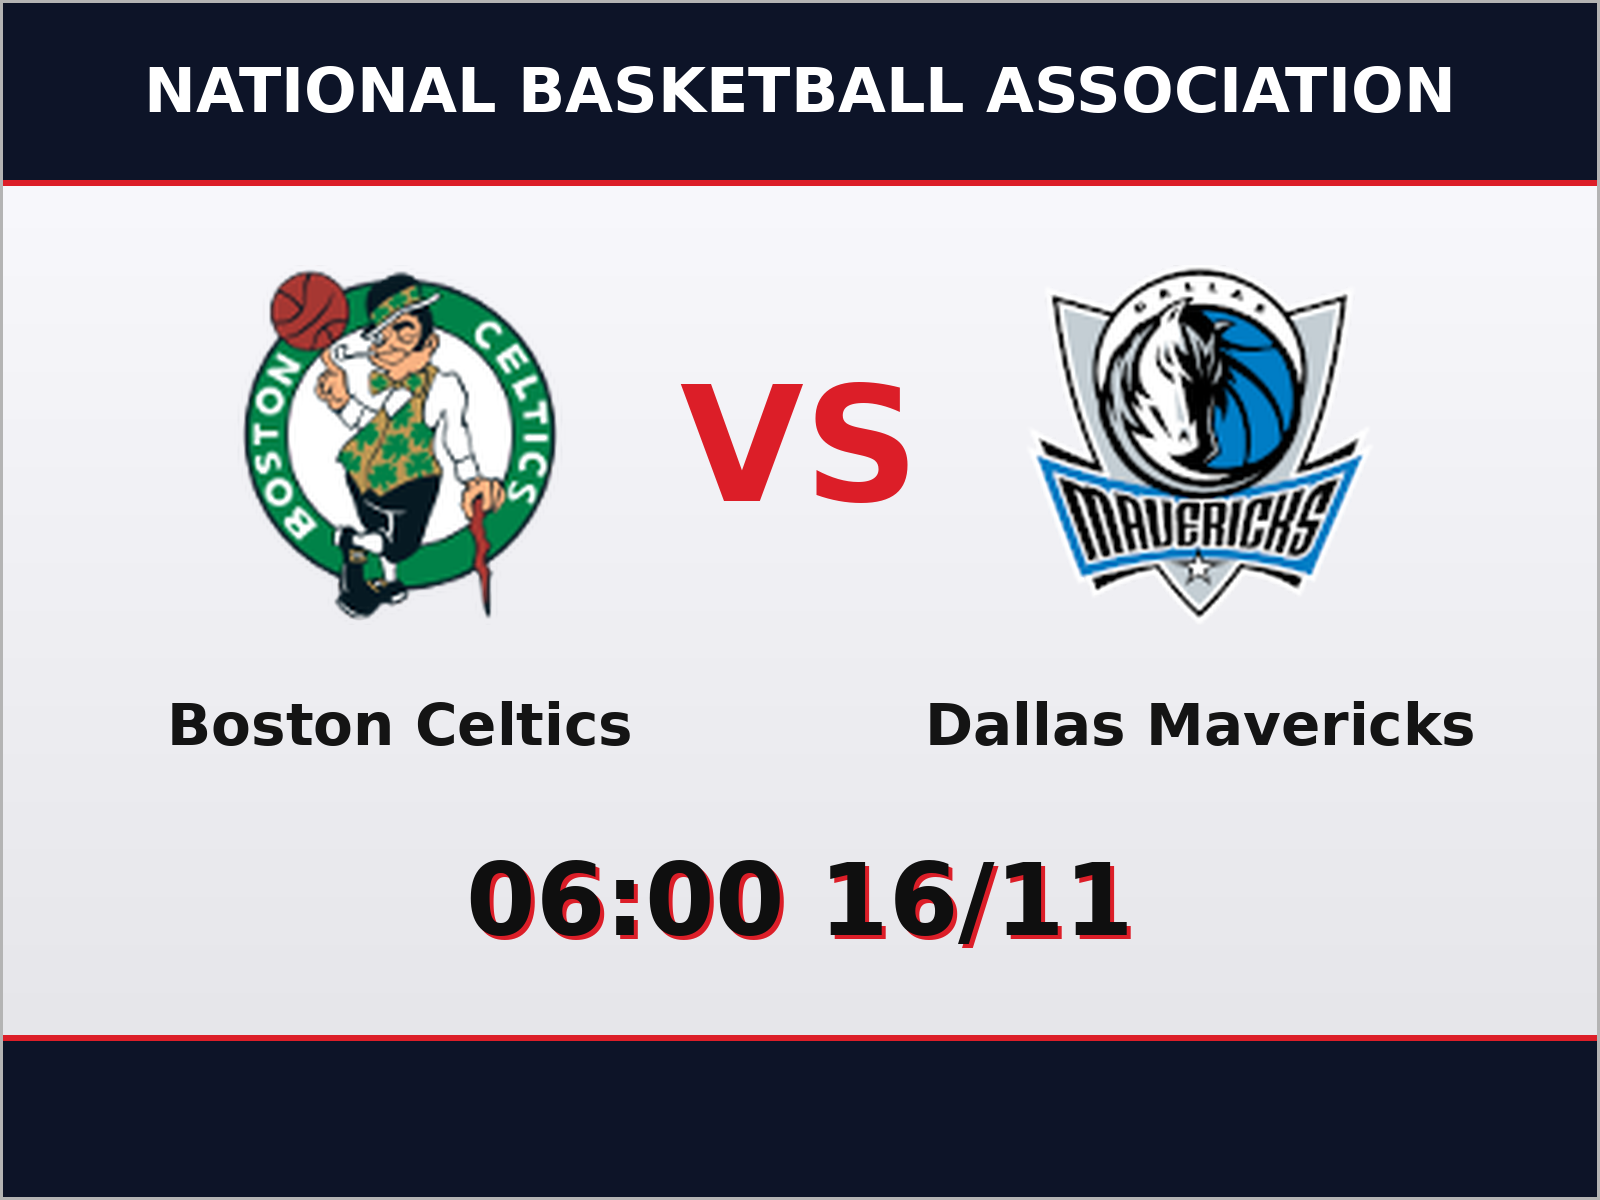 NATIONAL BASKETBALL ASSOCIATION
BOSTON CELTICS
DALLAS
MAVERICKS
VS
Boston Celtics
Dallas Mavericks
06:00 16/11